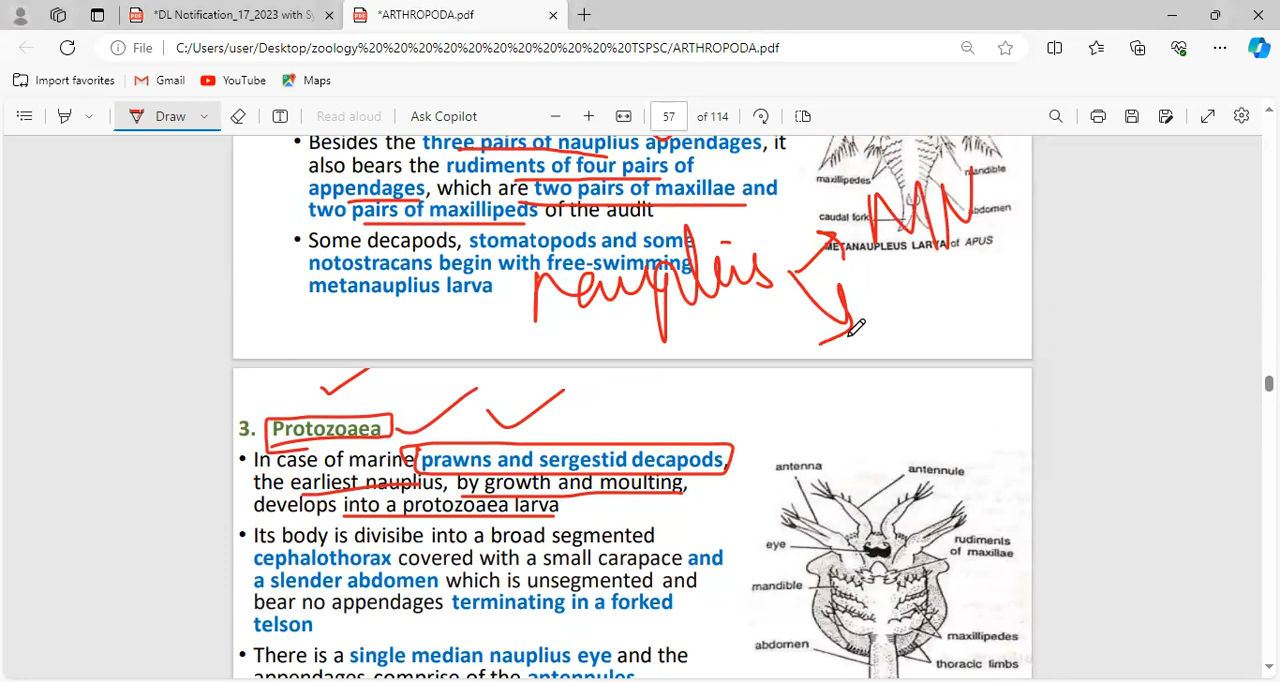 *DL Notification_17_2023 with Sy
*ARTHROPODA.pdf
File
C:/Users/user/Desktop/zoology%20%20%20%20%20%20%20%20%20TSPSC/ARTHROPODA.pdf
Import favorites
Gmail
YouTube
Maps
Draw
Read aloud
Ask Copilot
57
of 114
• Besides the three pairs of nauplius appendages, it
also bears the rudiments of four pairs of
appendages, which are two pairs of maxillae and
two pairs of maxillipeds of the audit
• Some decapods, stomatopods and some
notostracans begin with free-swimming
metanauplius larva
maxillipedes
mandible
caudal fork
abdomen
METANAUPLEUS LARVA of APUS
nauplius
MN
3. Protozoaea
• In case of marine prawns and sergestid decapods,
the earliest nauplius, by growth and moulting,
develops into a protozoaea larva
• Its body is divisibe into a broad segmented
cephalothorax covered with a small carapace and
a slender abdomen which is unsegmented and
bear no appendages terminating in a forked
telson
• There is a single median nauplius eye and the
appendages comprise of the antennules
antenna
antennule
eye
rudiments
of maxillae
mandible
maxillipedes
abdomen
thoracic limbs